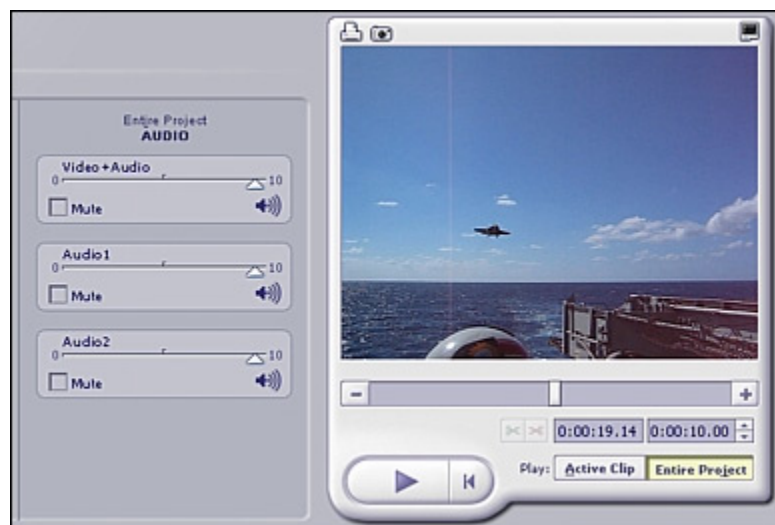 Entire Project
AUDIO
Video+Audio
0 10
Mute
Audio1
0 10
Mute
Audio2
0 10
Mute
0:00:19.14 0:00:10.00
Play: Active Clip Entire Project